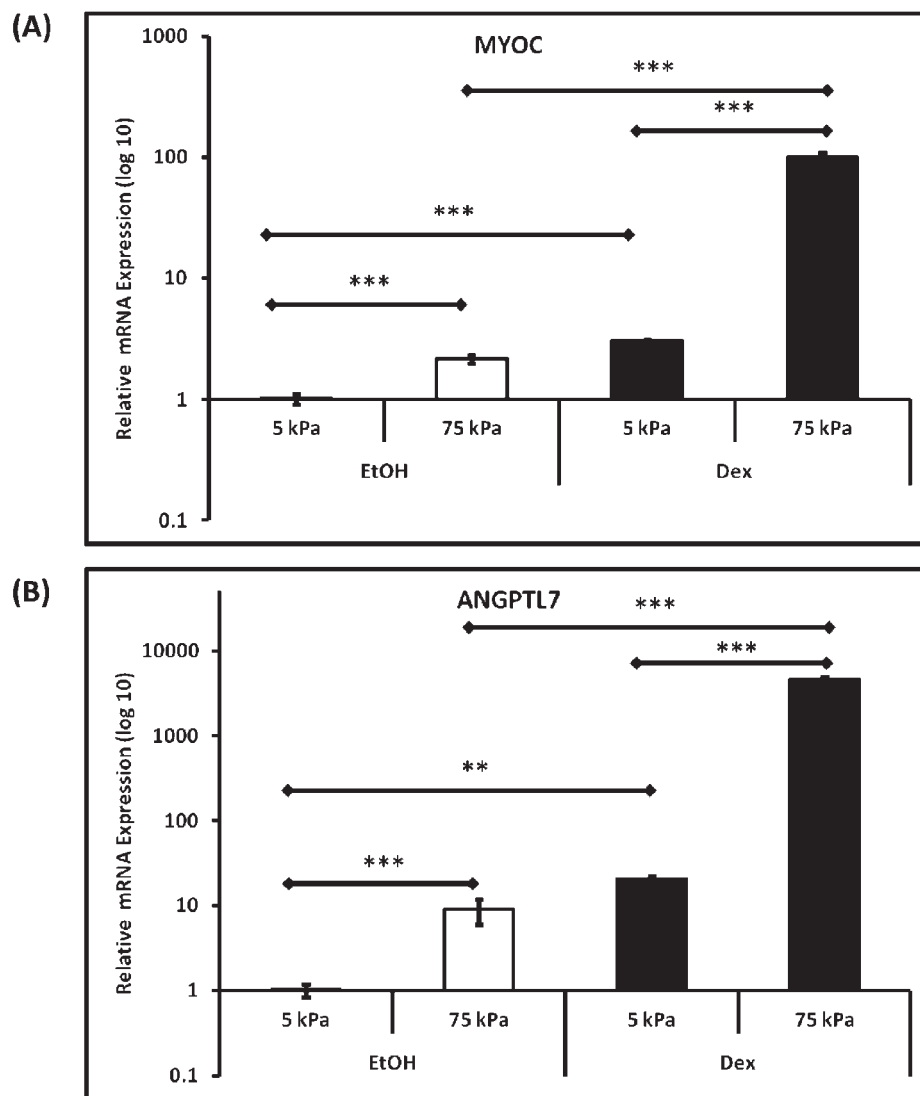 (A)
MYOC
Relative mRNA Expression (log 10)
1000
100
10
1
0.1
***
***
***
***
5 kPa 75 kPa 5 kPa 75 kPa
EtOH Dex
(B)
ANGPTL7
Relative mRNA Expression (log 10)
10000
1000
100
10
1
0.1
***
***
**
***
5 kPa 75 kPa 5 kPa 75 kPa
EtOH Dex